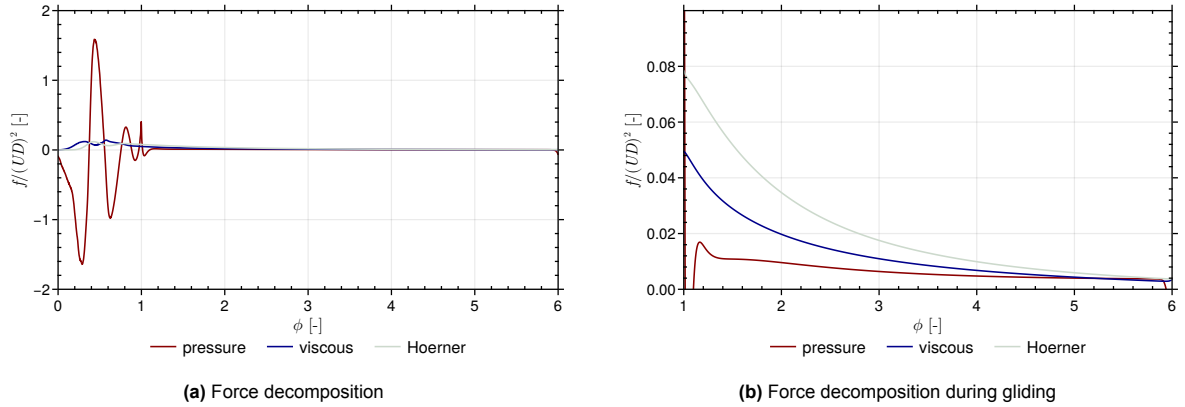 2
1
0
−1
−2
f/(UD)² [-]
0 1 2 3 4 5 6
ϕ [-]
pressure viscous Hoerner
(a) Force decomposition
0.08
0.06
0.04
0.02
0.00
f/(UD)² [-]
1 2 3 4 5 6
ϕ [-]
pressure viscous Hoerner
(b) Force decomposition during gliding